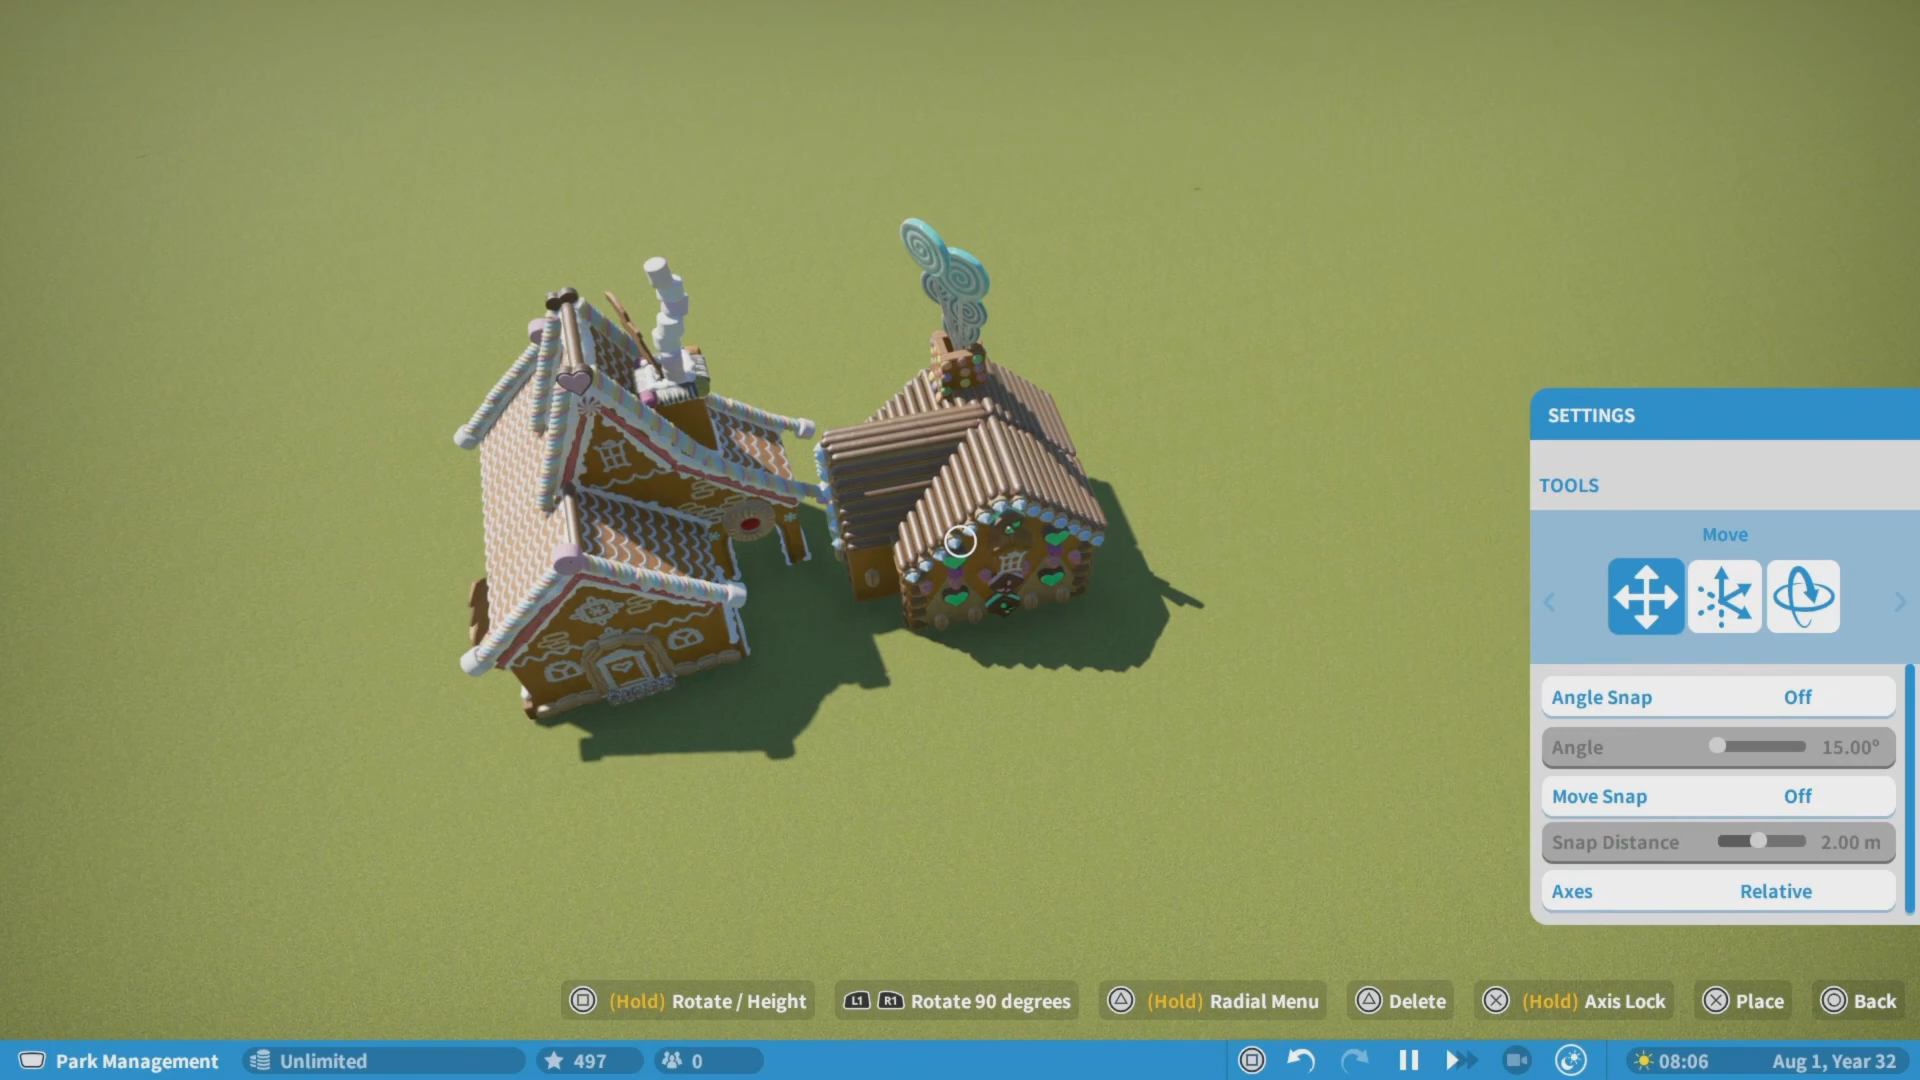 SETTINGS
TOOLS
Move
Angle Snap Off
Angle 15.00°
Move Snap Off
Snap Distance 2.00 m
Axes Relative
(Hold) Rotate / Height L1 R1 Rotate 90 degrees (Hold) Radial Menu Delete (Hold) Axis Lock Place Back
Park Management Unlimited 497 0 08:06 Aug 1, Year 32